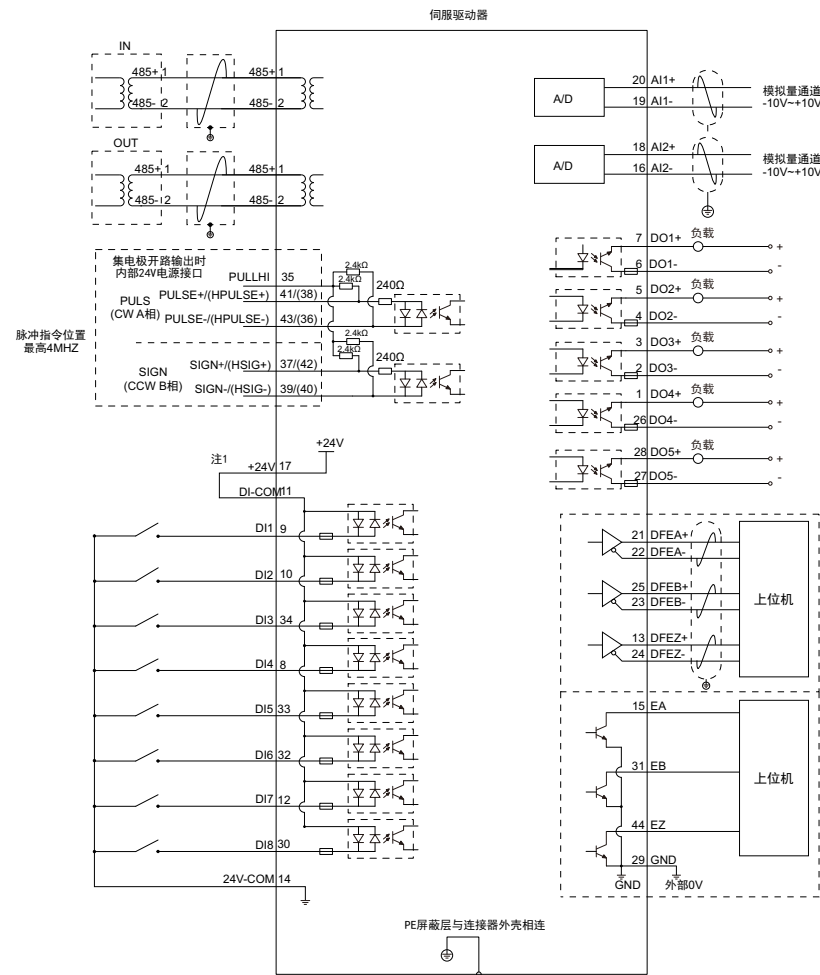 伺服驱动器
IN
485+ 1
485- 2
485+ 1
485- 2
OUT
485+ 1
485- 2
485+ 1
485- 2
集电极开路输出时
内部24V电源接口
PULLHI 35
PULS
(CW A相)
PULSE+/(HPULSE+) 41/(38)
PULSE-/(HPULSE-) 43/(36)
脉冲指令位置
最高4MHZ
SIGN
(CCW B相)
SIGN+/(HSIG+) 37/(42)
SIGN-/(HSIG-) 39/(40)
2.4kΩ
2.4kΩ
240Ω
2.4kΩ
2.4kΩ
240Ω
注1
+24V
+24V 17
DI-COM 11
DI1 9
DI2 10
DI3 34
DI4 8
DI5 33
DI6 32
DI7 12
DI8 30
24V-COM 14
A/D
20 AI1+
19 AI1-
模拟量通道
-10V~+10V
A/D
18 AI2+
16 AI2-
模拟量通道
-10V~+10V
7 DO1+ 负载 +
6 DO1- -
5 DO2+ 负载 +
4 DO2- -
3 DO3+ 负载 +
2 DO3- -
1 DO4+ 负载 +
26 DO4- -
28 DO5+ 负载 +
27 DO5- -
21 DFEA+
22 DFEA-
25 DFEB+
23 DFEB-
13 DFEZ+
24 DFEZ-
上位机
15 EA
31 EB
44 EZ
29 GND
上位机
GND
外部0V
PE屏蔽层与连接器外壳相连